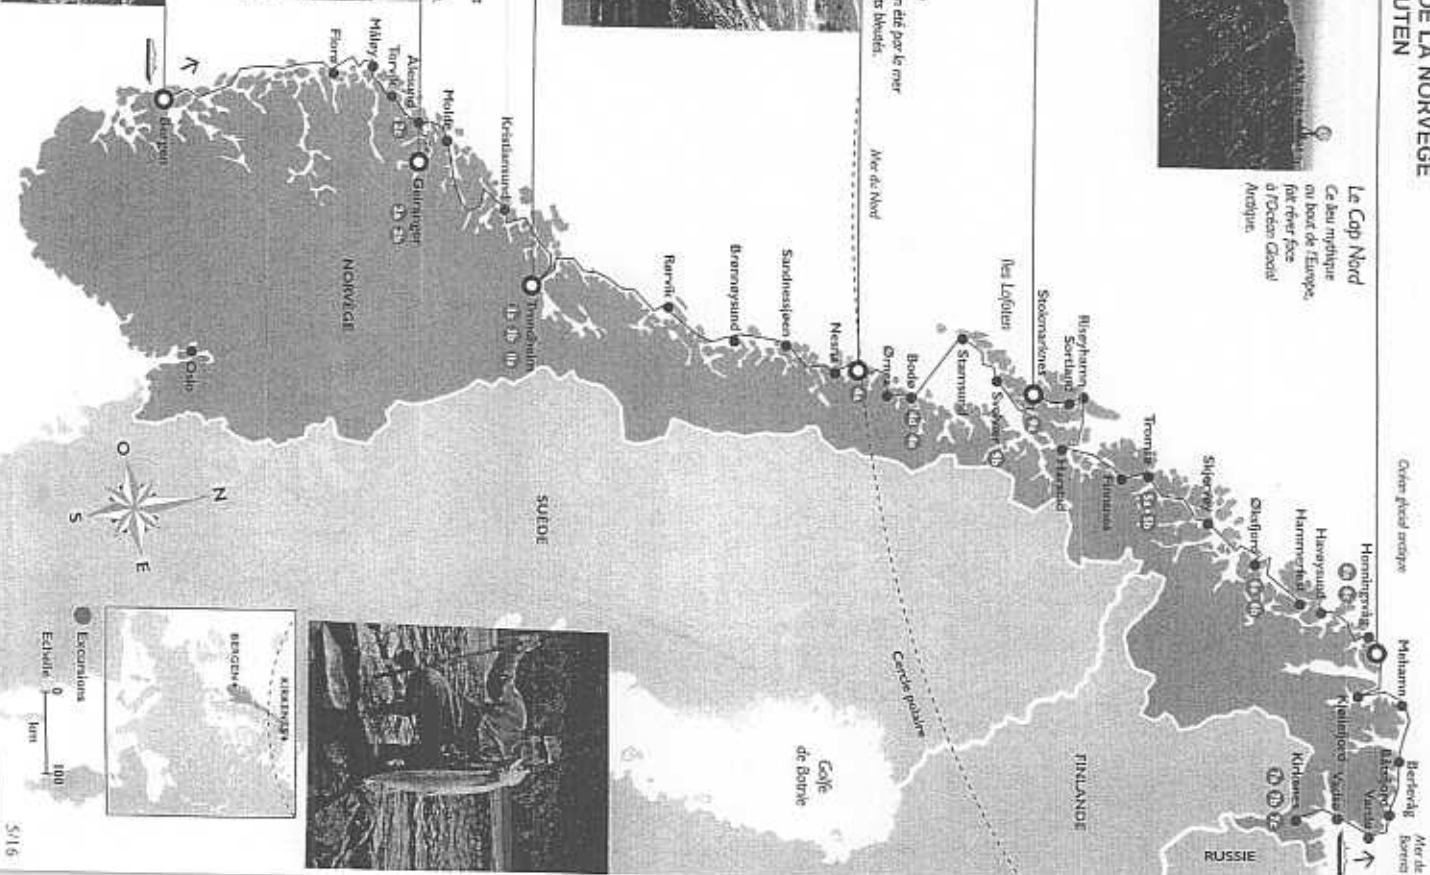 DE LA NORVÈGE
UTEN
Le Cap Nord
Ce lieu mythique
au bout de l'Europe,
fait rêver face
à l'Océan Glacial
Arctique.
n été par la mer
ts bleutés.
Océan glacial arctique
Mer de
Barents
Mer du Nord
Îles Lofoten
Honningsvåg
Mehamn
Berlevåg
Båtsfjord
Kjøllefjord
Vardø
Vadsø
Kirkenes
Havøysund
Hammerfest
Øksfjord
Skjervøy
Tromsø
Finnsnes
Harstad
Risøyhamn
Sortland
Stokmarknes
Svolvær
Stamsund
Bodø
Ørnes
Nesna
Sandnessjøen
Brønnøysund
Rørvik
Trondheim
Kristiansund
Molde
Geiranger
Ålesund
Torvik
Måløy
Florø
Bergen
Oslo
NORVÈGE
SUÈDE
FINLANDE
RUSSIE
Cercle polaire
Golfe
de Botnie
N
O
E
S
KIRKENES
BERGEN
Excursions
Echelle 0 100
km
5/16